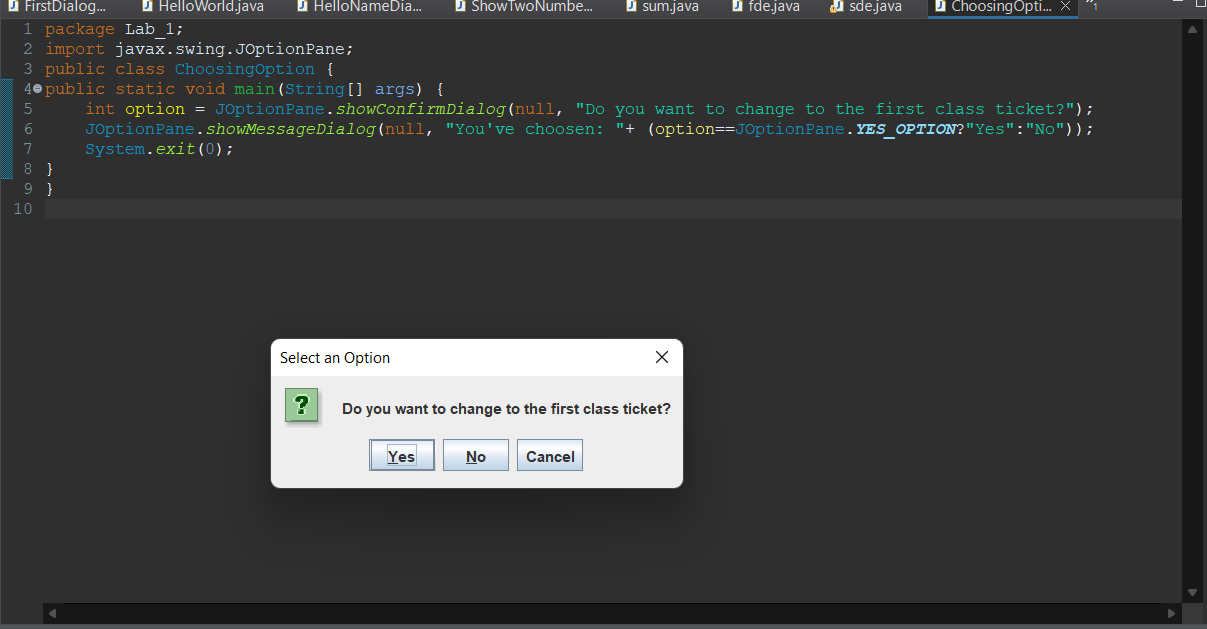 FirstDialog... HelloWorld.java HelloNameDia... ShowTwoNumbe... sum.java fde.java sde.java ChoosingOpti... 1
1 package Lab_1;
2 import javax.swing.JOptionPane;
3 public class ChoosingOption {
4 public static void main(String[] args) {
5 int option = JOptionPane.showConfirmDialog(null, "Do you want to change to the first class ticket?");
6 JOptionPane.showMessageDialog(null, "You've choosen: "+ (option==JOptionPane.YES_OPTION?"Yes":"No"));
7 System.exit(0);
8 }
9 }
10
Select an Option
? Do you want to change to the first class ticket?
Yes No Cancel